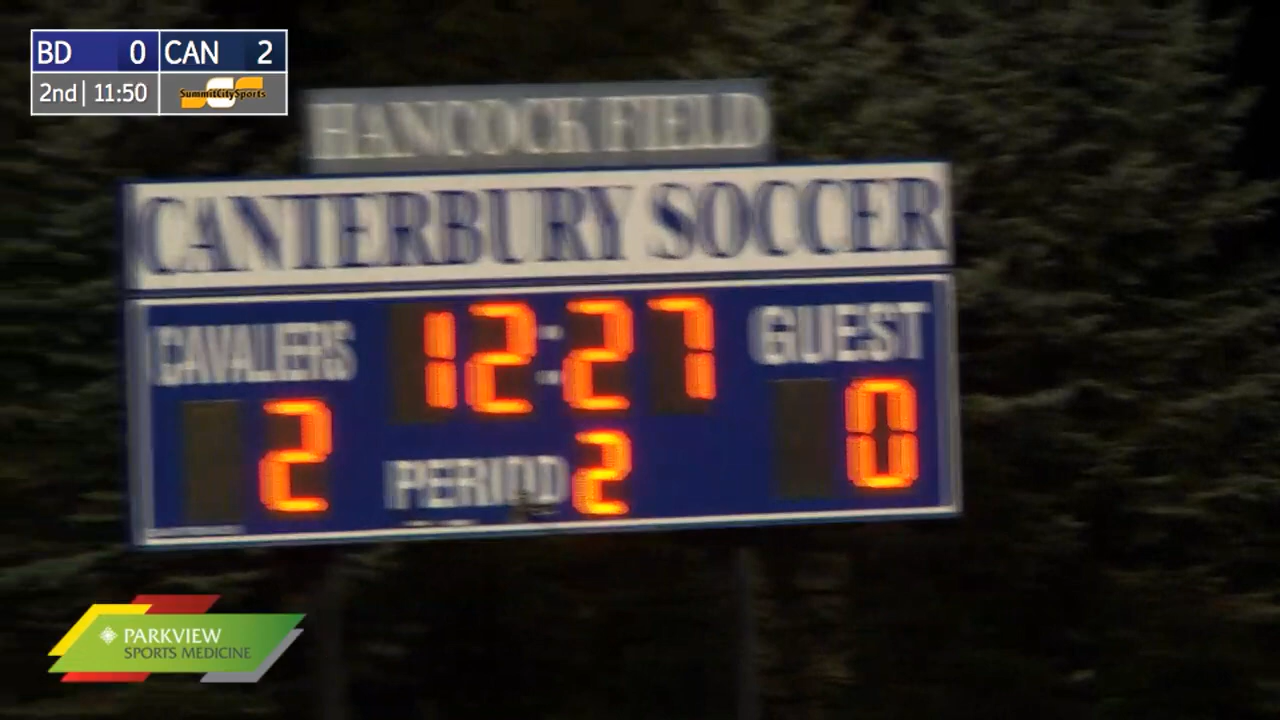 BD 0 CAN 2
2nd | 11:50 SummitCitySports
HANCOCK FIELD
CANTERBURY SOCCER
CAVALIERS 12:27 GUEST
2 PERIOD 2 0
PARKVIEW
SPORTS MEDICINE